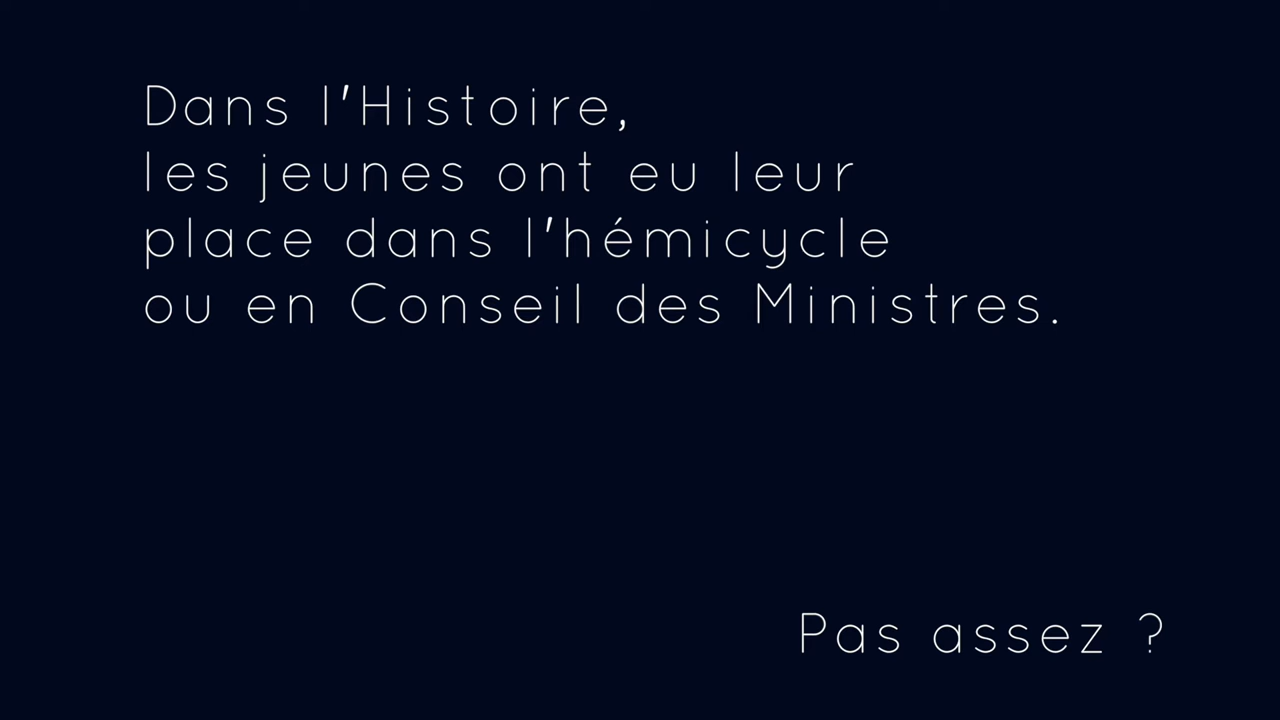 Dans l'Histoire,
les jeunes ont eu leur
place dans l'hémicycle
ou en Conseil des Ministres.
Pas assez ?